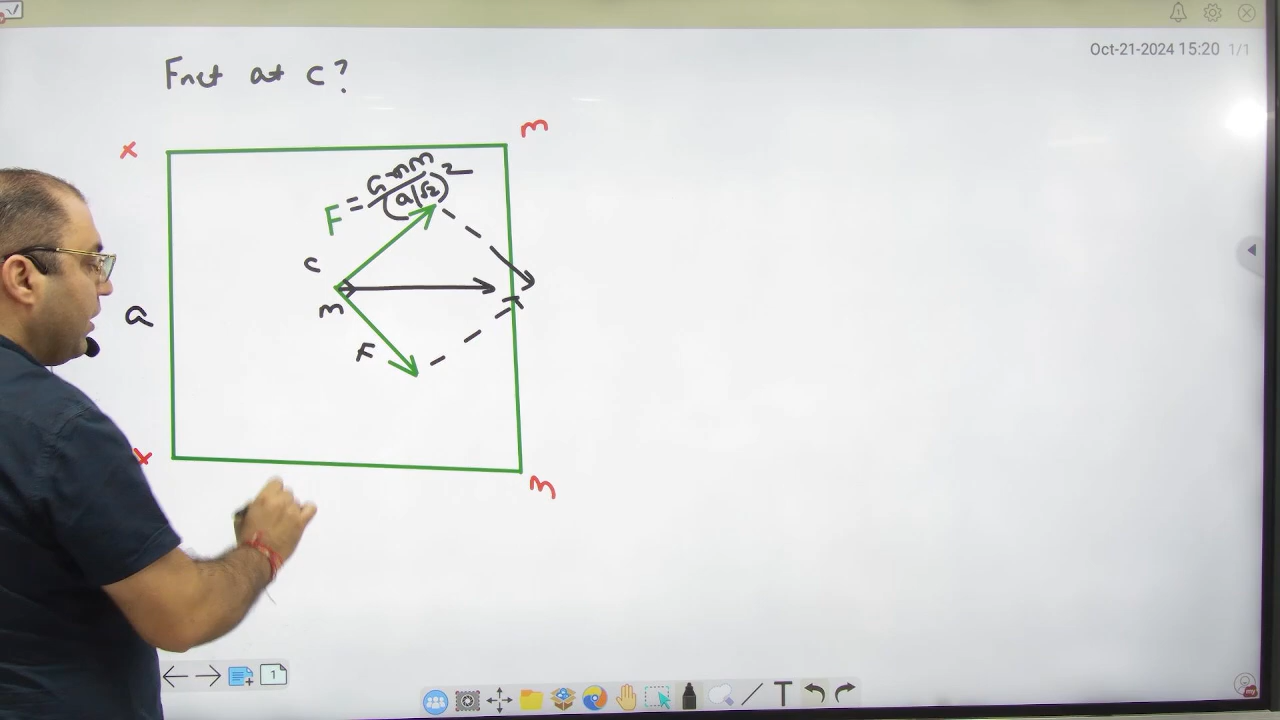 Oct-21-2024 15:20 1/1
Fnet at c?
x
m
F = Gmm/(a/√2)²
c
m
a
F
x
m
1
T